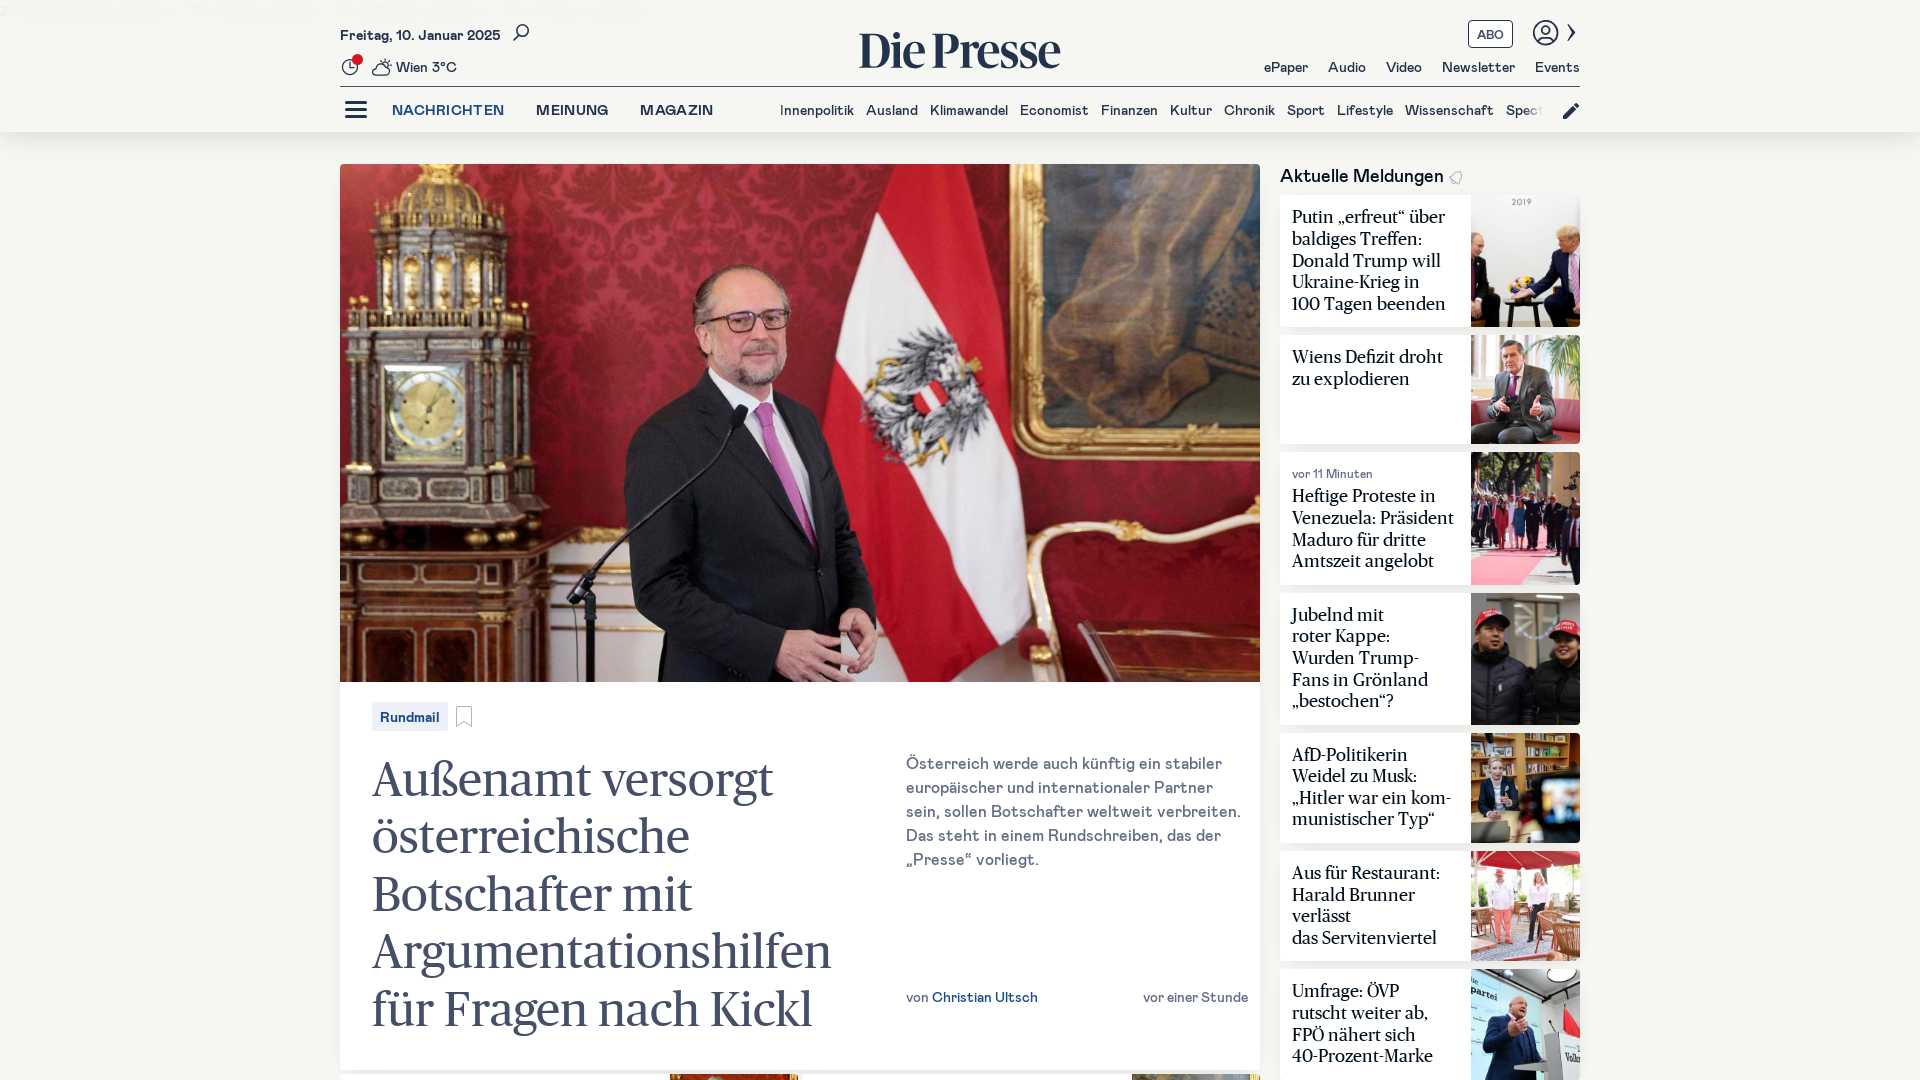 Freitag, 10. Januar 2025
Die Presse
ABO
Wien 3°C
ePaper Audio Video Newsletter Events
NACHRICHTEN MEINUNG MAGAZIN
Innenpolitik Ausland Klimawandel Economist Finanzen Kultur Chronik Sport Lifestyle Wissenschaft Spect
Rundmail
Außenamt versorgt
österreichische
Botschafter mit
Argumentationshilfen
für Fragen nach Kickl
Österreich werde auch künftig ein stabiler
europäischer und internationaler Partner
sein, sollen Botschafter weltweit verbreiten.
Das steht in einem Rundschreiben, das der
„Presse“ vorliegt.
von Christian Ultsch
vor einer Stunde
Aktuelle Meldungen
Putin „erfreut“ über
baldiges Treffen:
Donald Trump will
Ukraine-Krieg in
100 Tagen beenden
2019
Wiens Defizit droht
zu explodieren
vor 11 Minuten
Heftige Proteste in
Venezuela: Präsident
Maduro für dritte
Amtszeit angelobt
Jubelnd mit
roter Kappe:
Wurden Trump-
Fans in Grönland
„bestochen“?
AfD-Politikerin
Weidel zu Musk:
„Hitler war ein kom-
munistischer Typ“
Aus für Restaurant:
Harald Brunner
verlässt
das Servitenviertel
Umfrage: ÖVP
rutscht weiter ab,
FPÖ nähert sich
40-Prozent-Marke